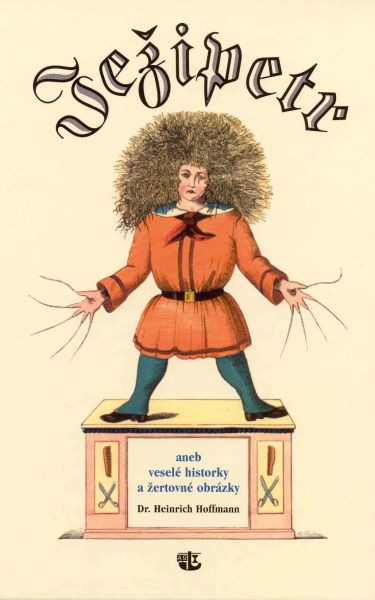 Ježipetr
aneb
veselé historky
a žertovné obrázky
Dr. Heinrich Hoffmann